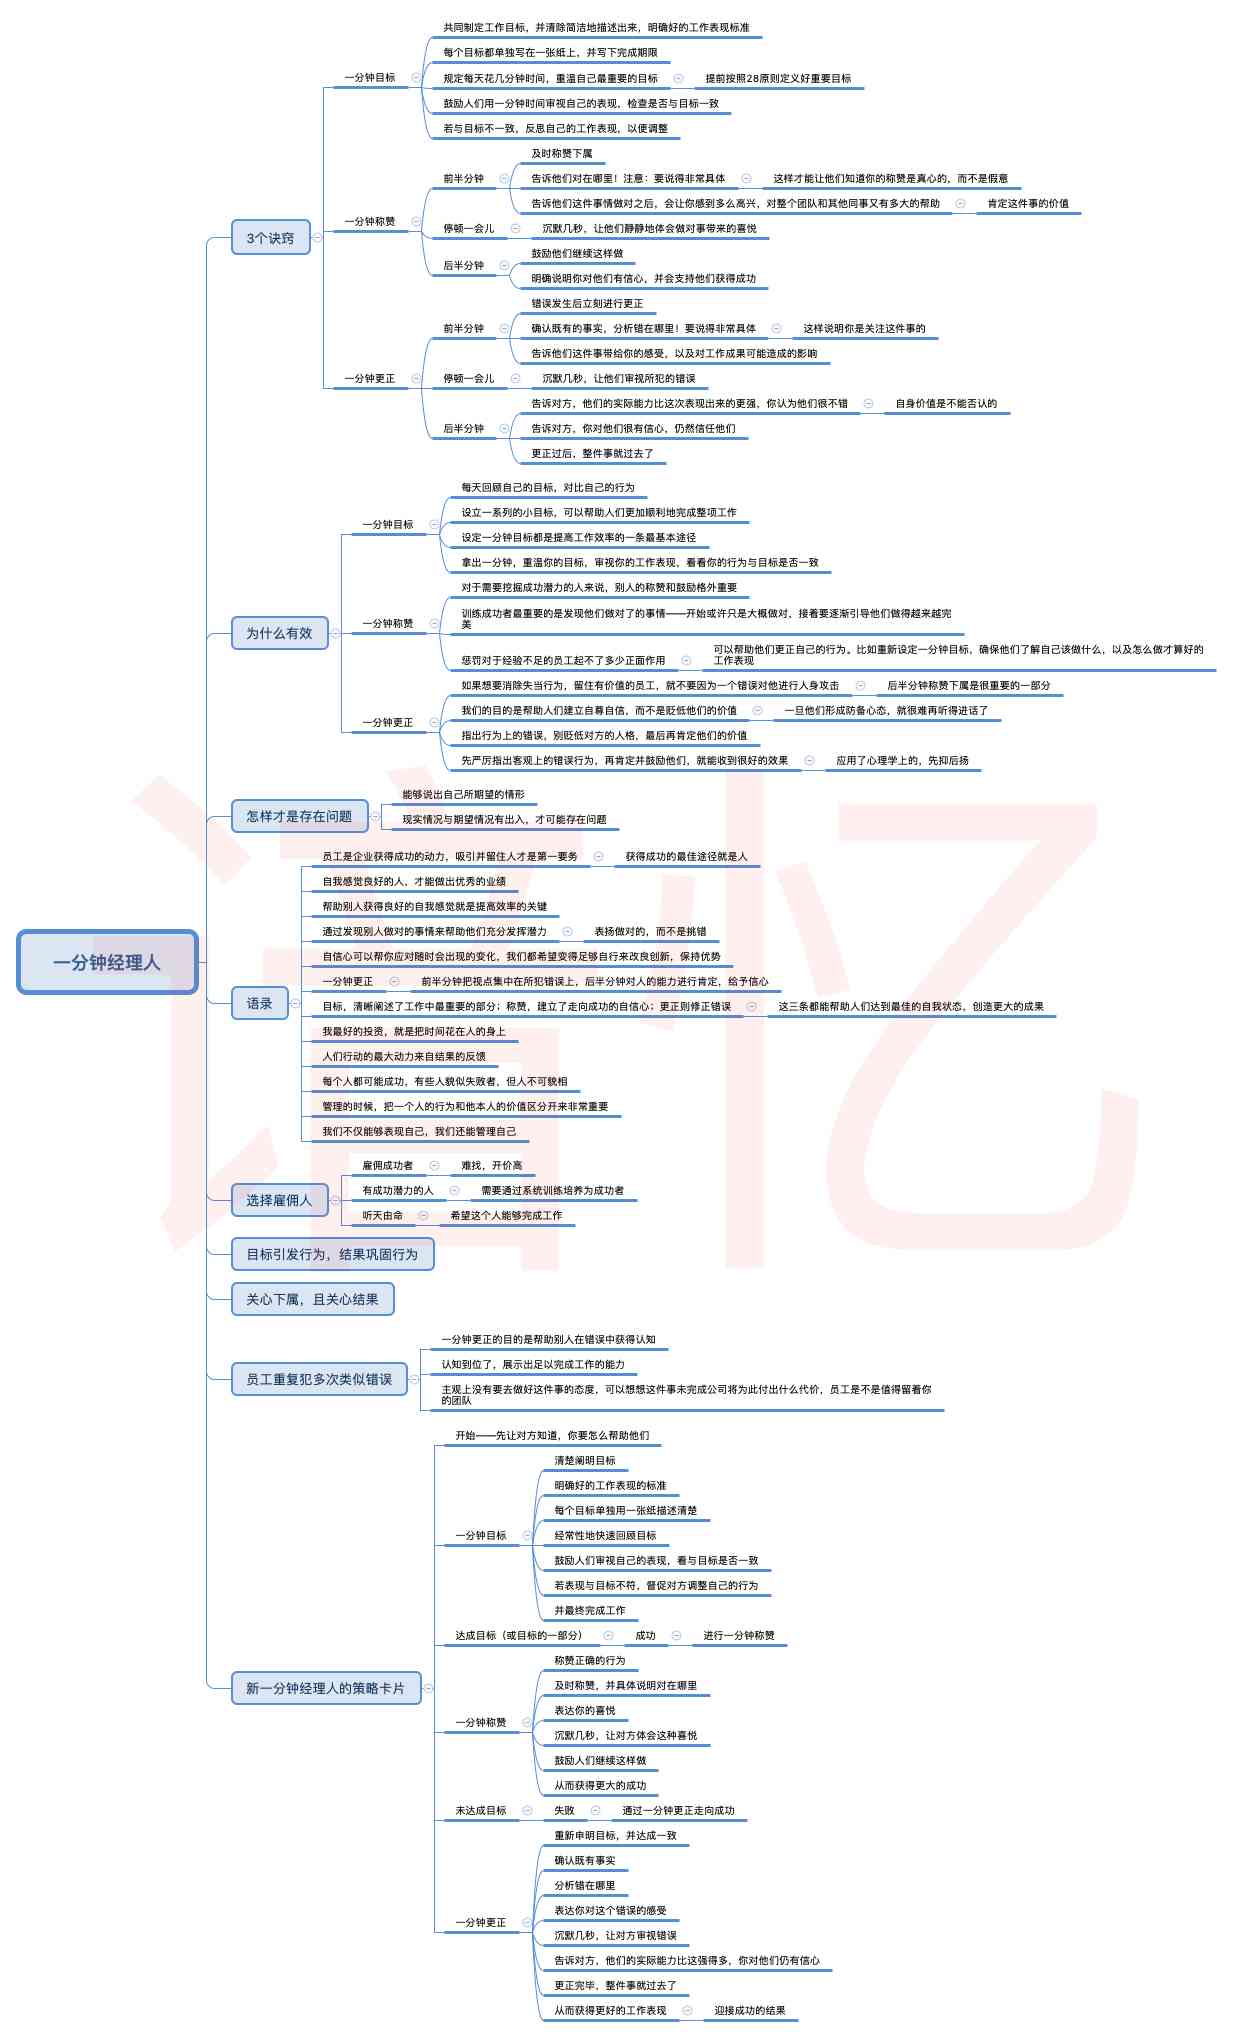 一分钟经理人
3个诀窍
一分钟目标
共同制定工作目标，并清除简洁地描述出来，明确好的工作表现标准
每个目标都单独写在一张纸上，并写下完成期限
规定每天花几分钟时间，重温自己最重要的目标
提前按照28原则定义好重要目标
鼓励人们用一分钟时间审视自己的表现，检查是否与目标一致
若与目标不一致，反思自己的工作表现，以便调整
一分钟称赞
前半分钟
及时称赞下属
告诉他们对在哪里！注意：要说得非常具体
这样才能让他们知道你的称赞是真心的，而不是假意
告诉他们这件事情做对之后，会让你感到多么高兴，对整个团队和其他同事又有多大的帮助
肯定这件事的价值
停顿一会儿
沉默几秒，让他们静静地体会做对事带来的喜悦
后半分钟
鼓励他们继续这样做
明确说明你对他们有信心，并会支持他们获得成功
一分钟更正
前半分钟
错误发生后立刻进行更正
确认既有的事实，分析错在哪里！要说得非常具体
这样说明你是关注这件事的
告诉他们这件事带给你的感受，以及对工作成果可能造成的影响
停顿一会儿
沉默几秒，让他们审视所犯的错误
后半分钟
告诉对方，他们的实际能力比这次表现出来的更强，你认为他们很不错
自身价值是不能否认的
告诉对方，你对他们很有信心，仍然信任他们
更正过后，整件事就过去了
为什么有效
一分钟目标
每天回顾自己的目标，对比自己的行为
设立一系列的小目标，可以帮助人们更加顺利地完成整项工作
设定一分钟目标都是提高工作效率的一条最基本途径
拿出一分钟，重温你的目标，审视你的工作表现，看看你的行为与目标是否一致
一分钟称赞
对于需要挖掘成功潜力的人来说，别人的称赞和鼓励格外重要
训练成功者最重要的是发现他们做对了的事情——开始或许只是大概做对，接着要逐渐引导他们做得越来越完
美
惩罚对于经验不足的员工起不了多少正面作用
可以帮助他们更正自己的行为。比如重新设定一分钟目标，确保他们了解自己该做什么，以及怎么做才算好的
工作表现
一分钟更正
如果想要消除失当行为，留住有价值的员工，就不要因为一个错误对他进行人身攻击
后半分钟称赞下属是很重要的一部分
我们的目的是帮助人们建立自尊自信，而不是贬低他们的价值
一旦他们形成防备心态，就很难再听得进话了
指出行为上的错误，别贬低对方的人格，最后再肯定他们的价值
先严厉指出客观上的错误行为，再肯定并鼓励他们，就能收到很好的效果
应用了心理学上的，先抑后扬
怎样才是存在问题
能够说出自己所期望的情形
现实情况与期望情况有出入，才可能存在问题
语录
员工是企业获得成功的动力，吸引并留住人才是第一要务
获得成功的最佳途径就是人
自我感觉良好的人，才能做出优秀的业绩
帮助别人获得良好的自我感觉就是提高效率的关键
通过发现别人做对的事情来帮助他们充分发挥潜力
表扬做对的，而不是挑错
自信心可以帮你应对随时会出现的变化，我们都希望变得足够自行来改良创新，保持优势
一分钟更正
前半分钟把视点集中在所犯错误上，后半分钟对人的能力进行肯定，给予信心
目标，清晰阐述了工作中最重要的部分；称赞，建立了走向成功的自信心；更正则修正错误
这三条都能帮助人们达到最佳的自我状态，创造更大的成果
我最好的投资，就是把时间花在人的身上
人们行动的最大动力来自结果的反馈
每个人都可能成功，有些人貌似失败者，但人不可貌相
管理的时候，把一个人的行为和他本人的价值区分开来非常重要
我们不仅能够表现自己，我们还能管理自己
选择雇佣人
雇佣成功者
难找，开价高
有成功潜力的人
需要通过系统训练培养为成功者
听天由命
希望这个人能够完成工作
目标引发行为，结果巩固行为
关心下属，且关心结果
员工重复犯多次类似错误
一分钟更正的目的是帮助别人在错误中获得认知
认知到位了，展示出足以完成工作的能力
主观上没有要去做好这件事的态度，可以想想这件事未完成公司将为此付出什么代价，员工是不是值得留着你
的团队
新一分钟经理人的策略卡片
开始——先让对方知道，你要怎么帮助他们
一分钟目标
清楚阐明目标
明确好的工作表现的标准
每个目标单独用一张纸描述清楚
经常性地快速回顾目标
鼓励人们审视自己的表现，看与目标是否一致
若表现与目标不符，督促对方调整自己的行为
并最终完成工作
达成目标（或目标的一部分）
成功
进行一分钟称赞
一分钟称赞
称赞正确的行为
及时称赞，并具体说明对在哪里
表达你的喜悦
沉默几秒，让对方体会这种喜悦
鼓励人们继续这样做
从而获得更大的成功
未达成目标
失败
通过一分钟更正走向成功
一分钟更正
重新申明目标，并达成一致
确认既有事实
分析错在哪里
表达你对这个错误的感受
沉默几秒，让对方审视错误
告诉对方，他们的实际能力比这强得多，你对他们仍有信心
更正完毕，整件事就过去了
从而获得更好的工作表现
迎接成功的结果